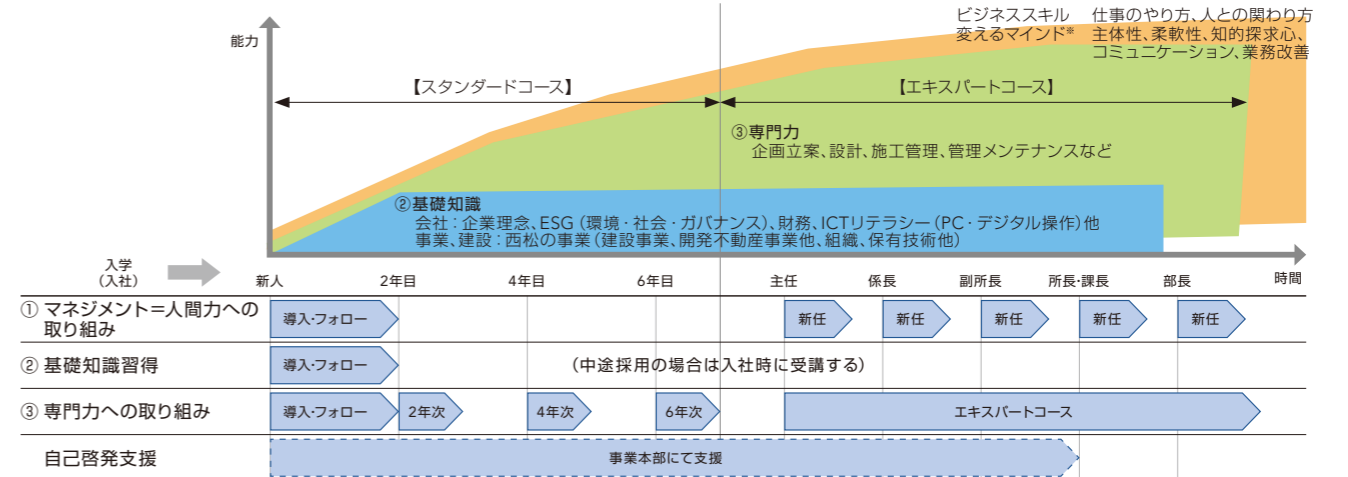 ビジネススキル 仕事のやり方、人との関わり方
変えるマインド※ 主体性、柔軟性、知的探求心、
コミュニケーション、業務改善
能力
【スタンダードコース】 【エキスパートコース】
③専門力
企画立案、設計、施工管理、管理メンテナンスなど
②基礎知識
会社：企業理念、ESG（環境・社会・ガバナンス）、財務、ICTリテラシー（PC・デジタル操作）他
事業、建設：西松の事業（建設事業、開発不動産事業他、組織、保有技術他）
入学
（入社）
新人 2年目 4年目 6年目 主任 係長 副所長 所長・課長 部長 時間
① マネジメント＝人間力への
取り組み
導入・フォロー 新任 新任 新任 新任 新任
② 基礎知識習得 導入・フォロー （中途採用の場合は入社時に受講する）
③ 専門力への取り組み 導入・フォロー 2年次 4年次 6年次 エキスパートコース
自己啓発支援 事業本部にて支援